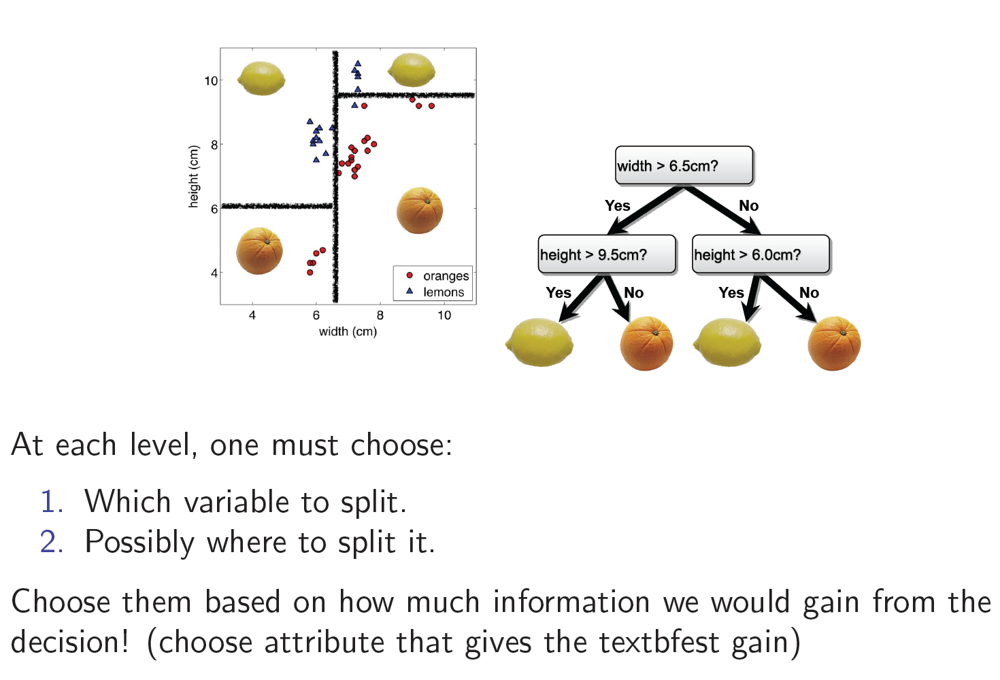 10
8
6
4
height (cm)
4 6 8 10
width (cm)
oranges
lemons
width > 6.5cm?
Yes No
height > 9.5cm? height > 6.0cm?
Yes No Yes No
At each level, one must choose:
1. Which variable to split.
2. Possibly where to split it.
Choose them based on how much information we would gain from the
decision! (choose attribute that gives the textbfest gain)